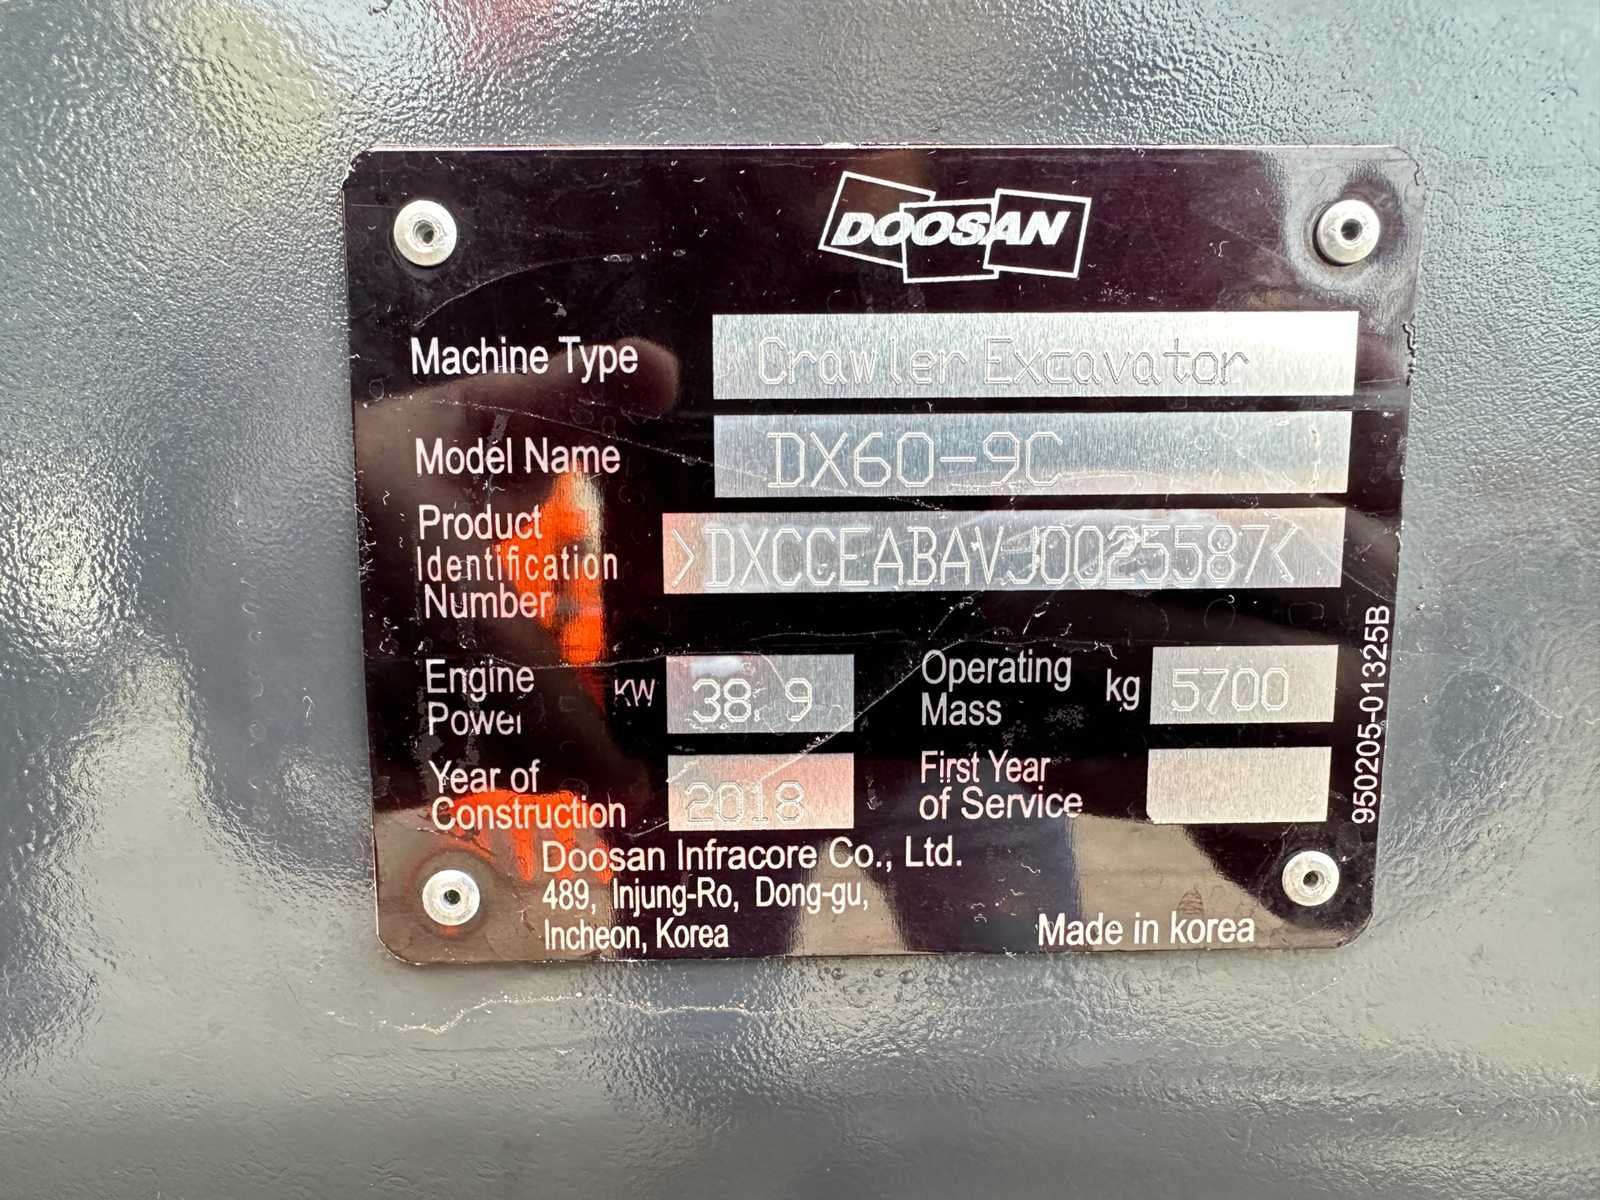 DOOSAN
Machine Type Crawler Excavator
Model Name DX60-9C
Product
Identification
Number >DXCCEABAVJ0025587<
Engine
Power KW 38.9
Operating
Mass kg 5700
Year of
Construction 2018
First Year
of Service
Doosan Infracore Co., Ltd.
489, Injung-Ro, Dong-gu,
Incheon, Korea
Made in korea
950205-01325B